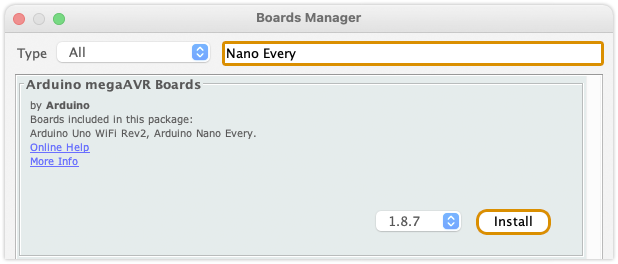 Boards Manager
Type All Nano Every
Arduino megaAVR Boards
by Arduino
Boards included in this package:
Arduino Uno WiFi Rev2, Arduino Nano Every.
Online Help
More Info
1.8.7 Install